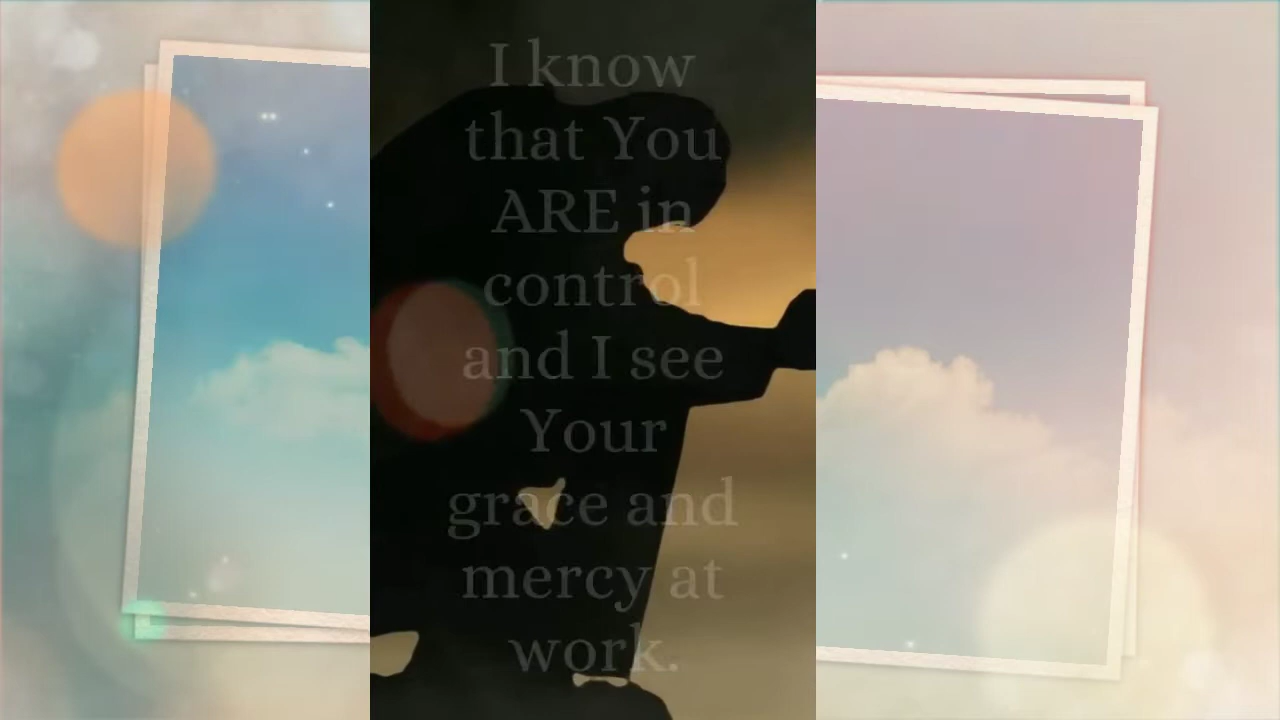 I know
that You
ARE in
control
and I see
Your
grace and
mercy at
work.